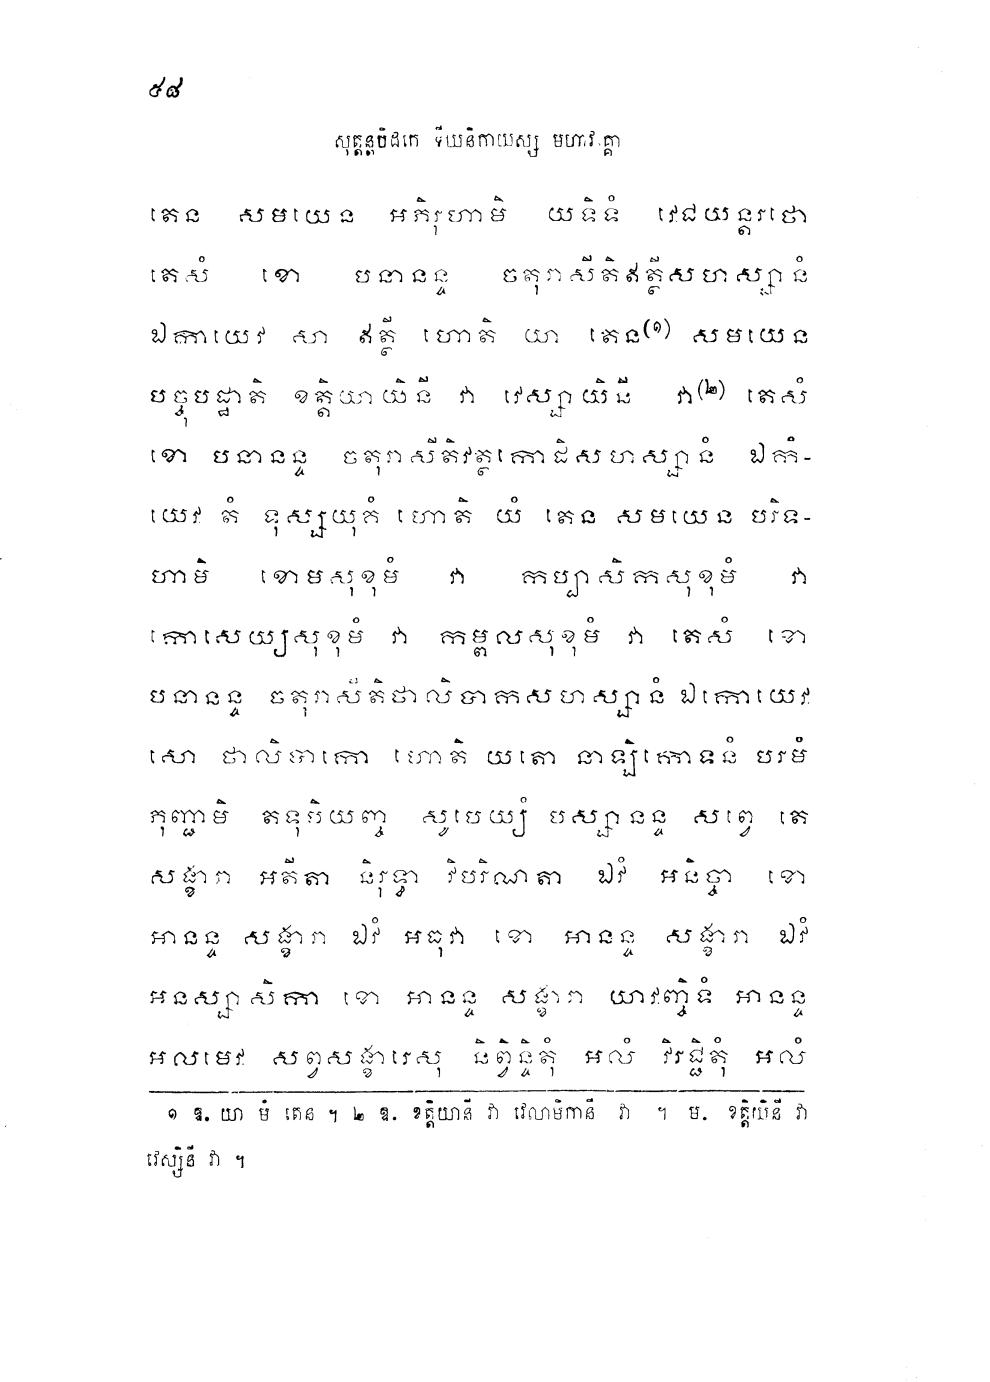 ៥៨
សុត្តន្តបិដកេ ទីឃនិកាយស្ស មហាវគ្គោ
តេន សមយេន អភិរុហាមិ យទិទំ វេជយន្តរថោ
តេសំ ខោ បនានន្ទ ចតុរាសីតិឥត្ថីសហស្សានំ
ឯកាយេវ សា ឥត្ថី ហោតិ យា តេន(១) សមយេន
បច្ចុបដ្ឋាតិ ខត្តិយាយិនី វា វេស្សាយិនី វា(២) តេសំ
ខោ បនានន្ទ ចតុរាសីតិវត្ថកោដិសហស្សានំ ឯកំ-
យេវ តំ ទុស្សយុគំ ហោតិ យំ តេន សមយេន បរិទ-
ហាមិ ខោមសុខុមំ វា កប្បាសិកសុខុមំ វា
កោសេយ្យសុខុមំ វា កម្ពលសុខុមំ វា តេសំ ខោ
បនានន្ទ ចតុរាសីតិថាលិបាកសហស្សានំ ឯកោយេវ
សោ ថាលិបាកោ ហោតិ យតោ នាឡិកោទនំ បរមំ
ភុញ្ជាមិ តទុបិយញ្ច សូបេយ្យំ បស្សានន្ទ សព្វេ តេ
សង្ខារា អតីតា និរុទ្ធា វិបរិណតា ឯវំ អនិច្ចា ខោ
អានន្ទ សង្ខារា ឯវំ អធុវា ខោ អានន្ទ សង្ខារា ឯវំ
អនស្សាសិកា ខោ អានន្ទ សង្ខារា យាវញ្ចិទំ អានន្ទ
អលមេវ សព្វសង្ខារេសុ និព្វិន្ទិតុំ អលំ វិរជ្ជិតុំ អលំ
១ ឱ. យា មំ តេន ។ ២ ឱ. ខត្តិយានី វា វេលាមិកានី វា ។ ម. ខត្តិយិនី វា
វេស្សិនី វា ។